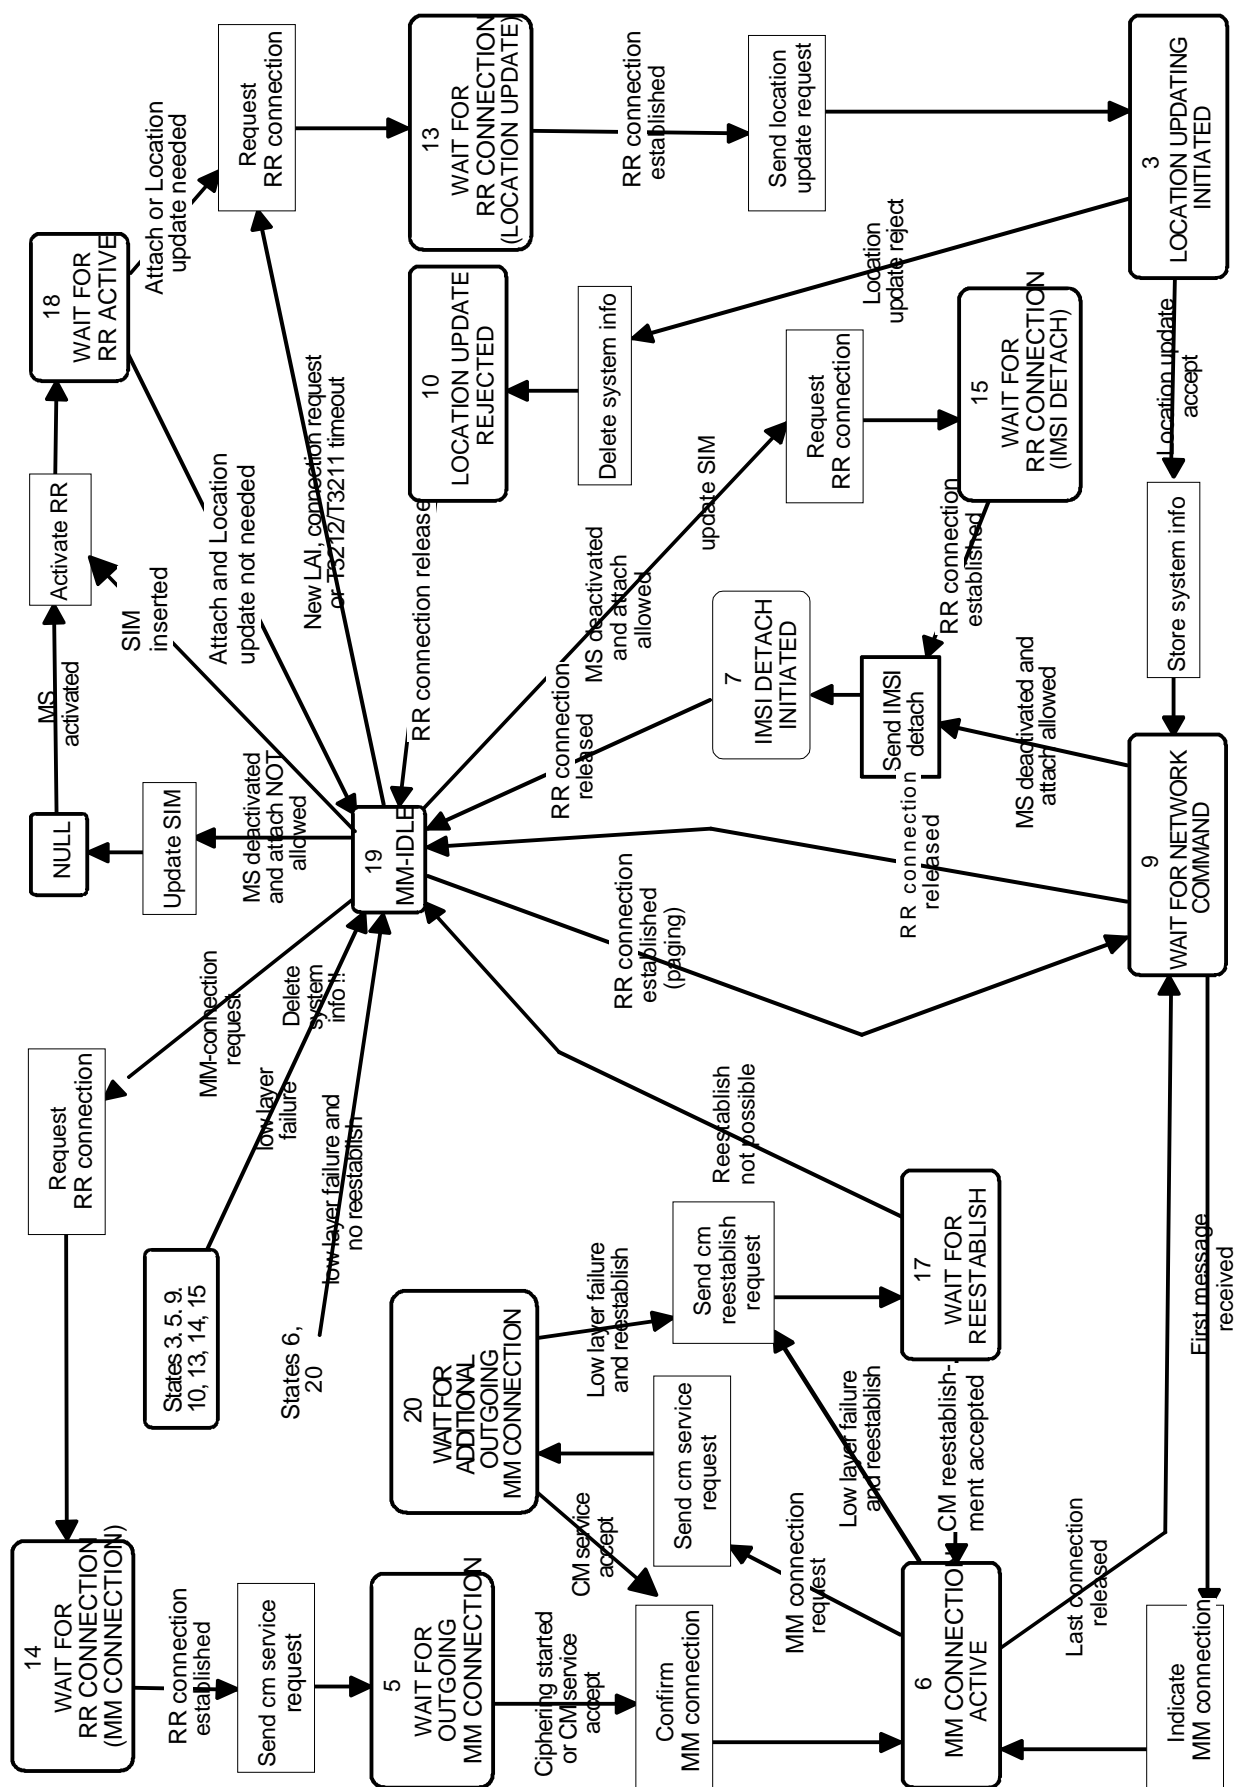 14
WAIT FOR
RR CONNECTION
(MM CONNECTION)
Request
RR connection
NULL
MS
activated
Activate RR
18
WAIT FOR
RR ACTIVE
Attach or Location
update needed
RR connection
established
States 3. 5. 9.
10, 13, 14, 15
MM-connection
request
Update SIM
SIM
inserted
Attach and Location
update not needed
Request
RR connection
Send cm service
request
low layer
failure
Delete
system
info !!
MS deactivated
and attach NOT
allowed
New LAI, connection request
or T3212/T3211 timeout
States 6,
20
low layer failure and
no reestablish
19
MM-IDLE
5
WAIT FOR
OUTGOING
MM CONNECTION
20
WAIT FOR
ADDITIONAL
OUTGOING
MM CONNECTION
RR connection release
10
LOCATION UPDATE
REJECTED
13
WAIT FOR
RR CONNECTION
(LOCATION UPDATE)
Ciphering started
or CM service
accept
CM service
accept
Low layer failure
and reestablish
RR connection
established
(paging)
RR connection
released
MS deactivated
and attach
allowed
Delete system info
RR connection
established
Confirm
MM connection
Send cm service
request
Send cm
reestablish
request
Reestablish
not possible
7
IMSI DETACH
INITIATED
update SIM
Send location
update request
MM connection
request
Low layer failure
and reestablish
Request
RR connection
Location
update reject
6
MM CONNECTION
ACTIVE
CM reestablish-
ment accepted
17
WAIT FOR
REESTABLISH
RR connection
released
Send IMSI
detach
RR connection
established
15
WAIT FOR
RR CONNECTION
(IMSI DETACH)
Last connection
released
MS deactivated and
attach allowed
Indicate
MM connection
First message
received
9
WAIT FOR NETWORK
COMMAND
Store system info
Location update
accept
3
LOCATION UPDATING
INITIATED